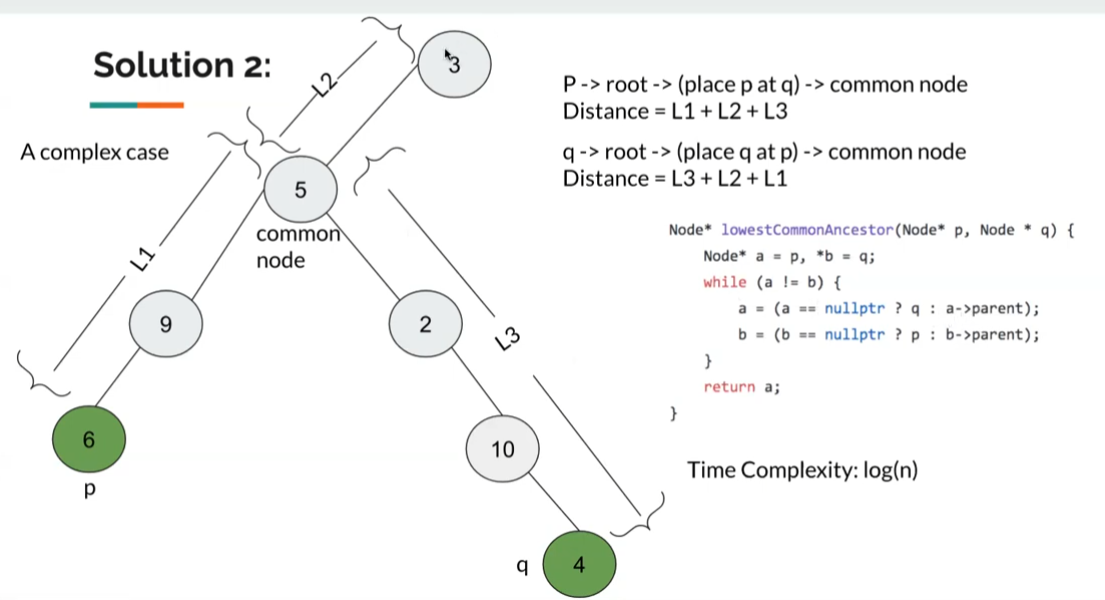 Solution 2:
A complex case
L2
3
5
common
node
L1
9
2
L3
6
p
10
q
4
P -> root -> (place p at q) -> common node
Distance = L1 + L2 + L3
q -> root -> (place q at p) -> common node
Distance = L3 + L2 + L1
Node* lowestCommonAncestor(Node* p, Node * q) {
Node* a = p, *b = q;
while (a != b) {
a = (a == nullptr ? q : a->parent);
b = (b == nullptr ? p : b->parent);
}
return a;
}
Time Complexity: log(n)